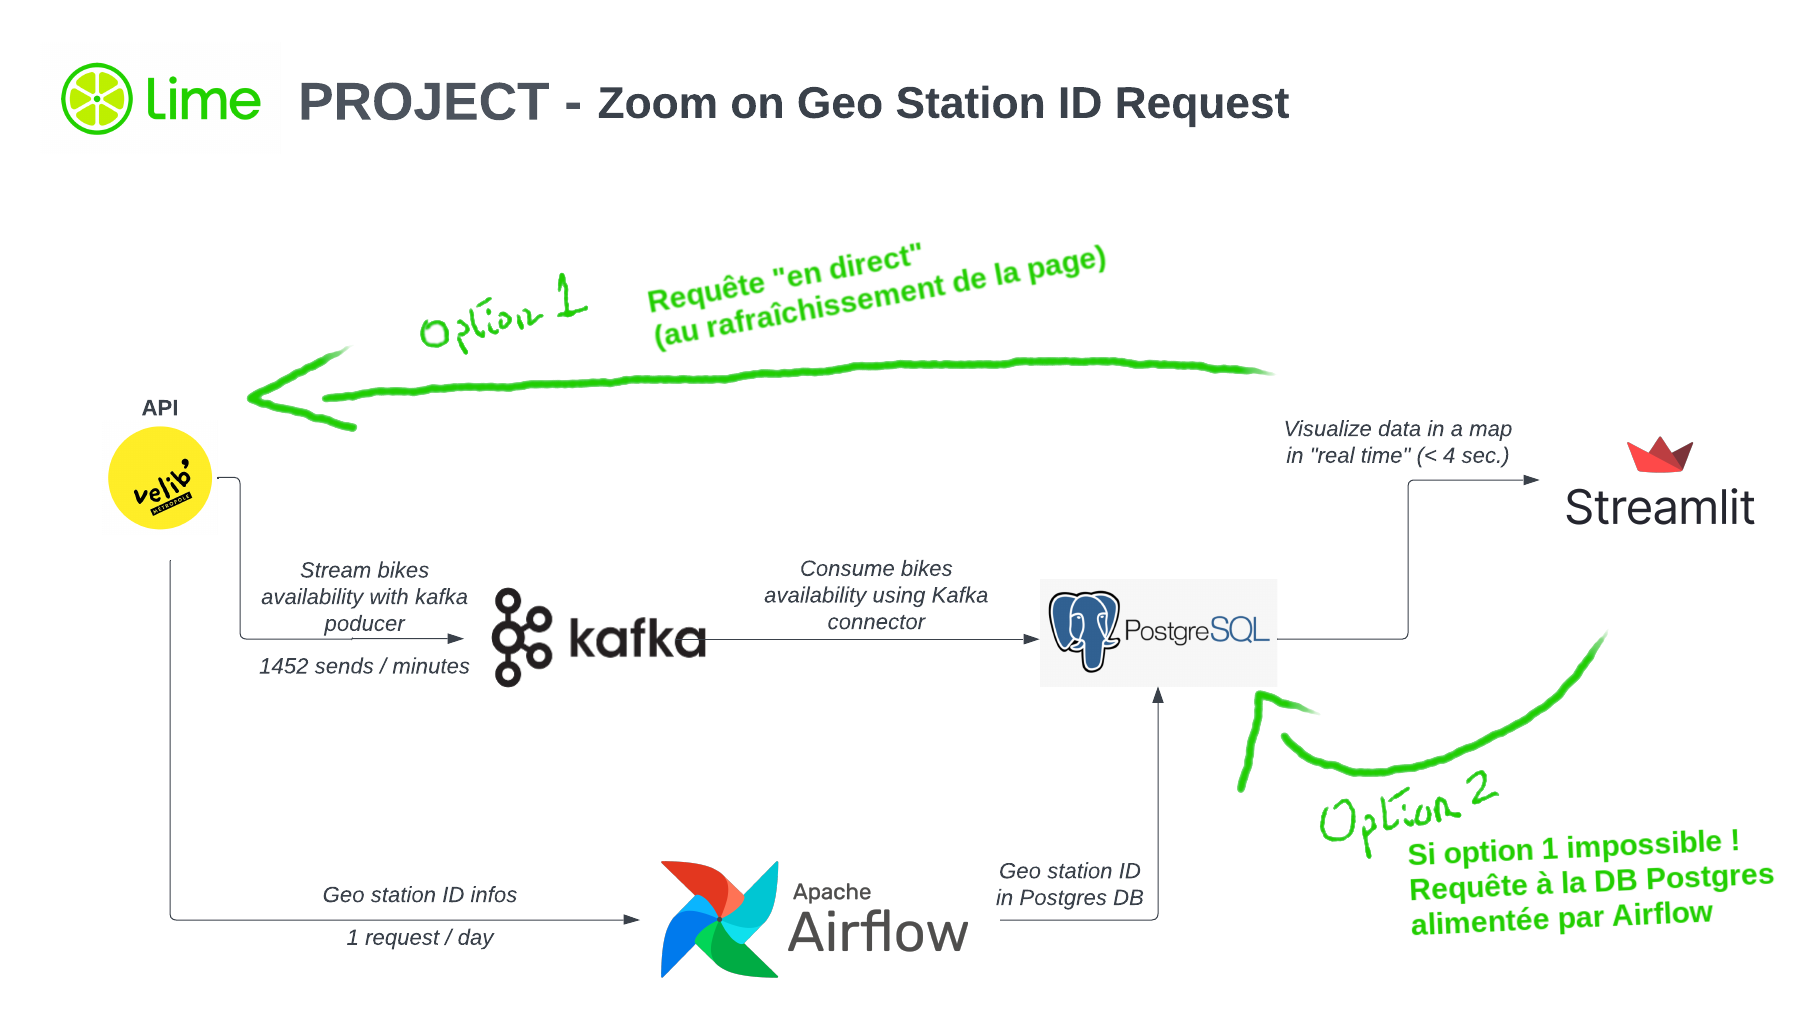 Lime PROJECT - Zoom on Geo Station ID Request
Option 1
Requête "en direct"
(au rafraîchissement de la page)
API
velib'
METROPOLE
Visualize data in a map
in "real time" (< 4 sec.)
Streamlit
Stream bikes
availability with kafka
poducer
1452 sends / minutes
kafka
Consume bikes
availability using Kafka
connector
PostgreSQL
Option 2
Si option 1 impossible !
Requête à la DB Postgres
alimentée par Airflow
Geo station ID infos
1 request / day
Apache
Airflow
Geo station ID
in Postgres DB